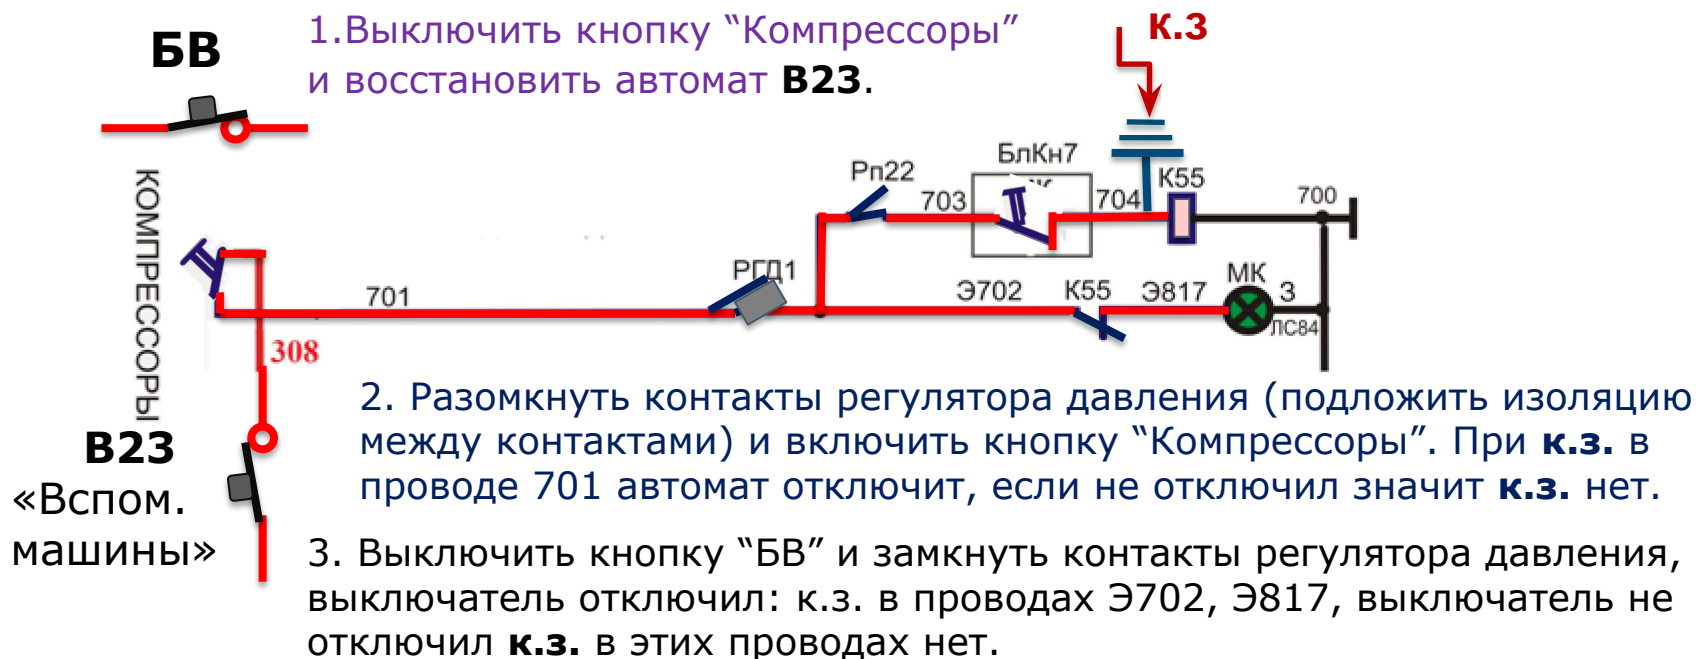 БВ
1.Выключить кнопку “Компрессоры”
и восстановить автомат В23.
К.З
КОМПРЕССОРЫ
308
701
РГД1
Рп22
703
БлКн7
704
К55
700
Э702
К55
Э817
МК
З
ЛС84
В23
«Вспом.
машины»
2. Разомкнуть контакты регулятора давления (подложить изоляцию
между контактами) и включить кнопку “Компрессоры”. При к.з. в
проводе 701 автомат отключит, если не отключил значит к.з. нет.
3. Выключить кнопку “БВ” и замкнуть контакты регулятора давления,
выключатель отключил: к.з. в проводах Э702, Э817, выключатель не
отключил к.з. в этих проводах нет.